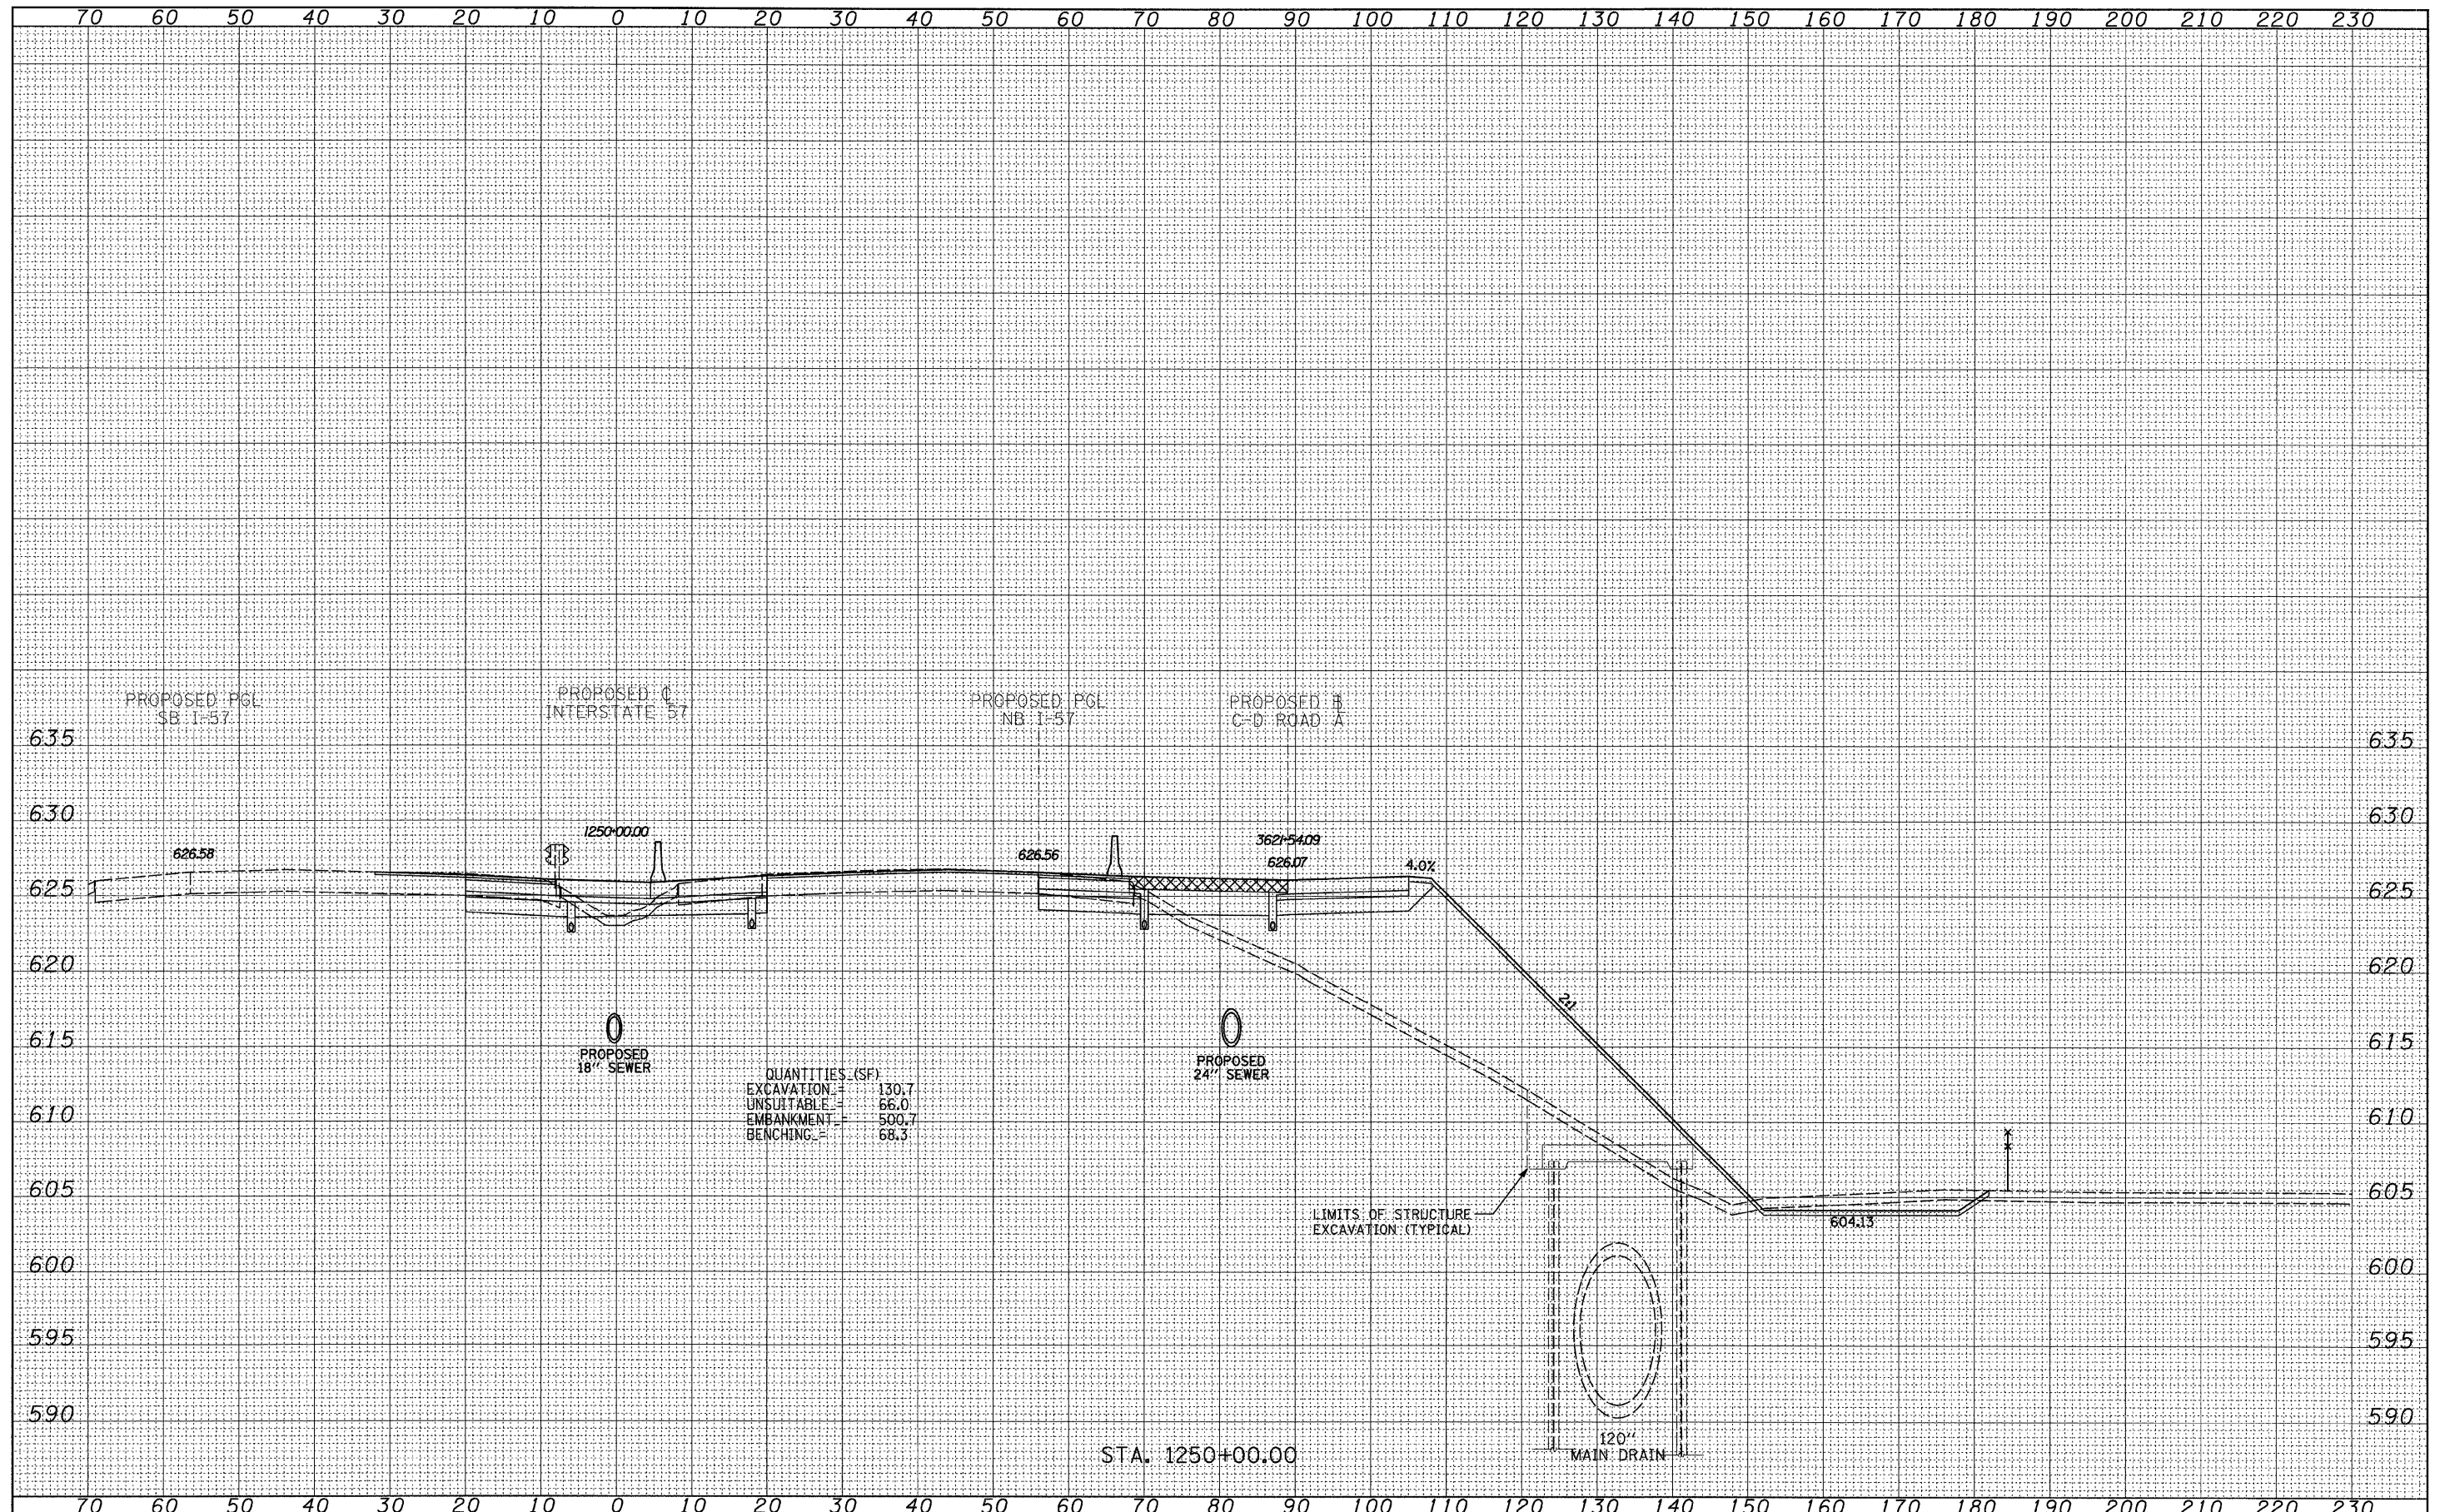 70 60 50 40 30 20 10 0 10 20 30 40 50 60 70 80 90 100 110 120 130 140 150 160 170 180 190 200 210 220 230
PROPOSED PGL
SB I-57
PROPOSED ℄
INTERSTATE 57
PROPOSED PGL
NB I-57
PROPOSED B
C-D ROAD A
635 635
630 630
1250+00.00
3621+54.09
626.58
626.56
626.07
4.0%
625 625
620 620
2:1
615 615
PROPOSED
18" SEWER
PROPOSED
24" SEWER
QUANTITIES (SF)
EXCAVATION = 130.7
UNSUITABLE = 66.0
EMBANKMENT = 500.7
BENCHING = 68.3
610 610
605 605
LIMITS OF STRUCTURE
EXCAVATION (TYPICAL)
604.13
600 600
595 595
590 590
120"
MAIN DRAIN
STA. 1250+00.00
70 60 50 40 30 20 10 0 10 20 30 40 50 60 70 80 90 100 110 120 130 140 150 160 170 180 190 200 210 220 230